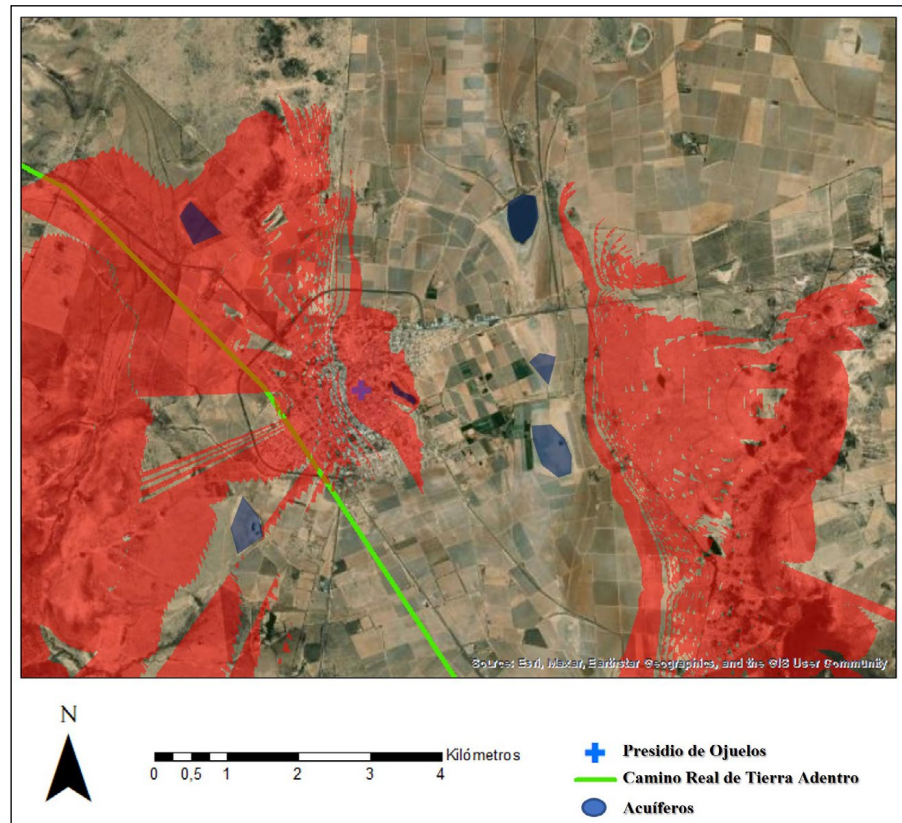 Source: Esri, Maxar, Earthstar Geographics, and the GIS User Community
N
Kilómetros
0 0,5 1 2 3 4
Presidio de Ojuelos
Camino Real de Tierra Adentro
Acuíferos